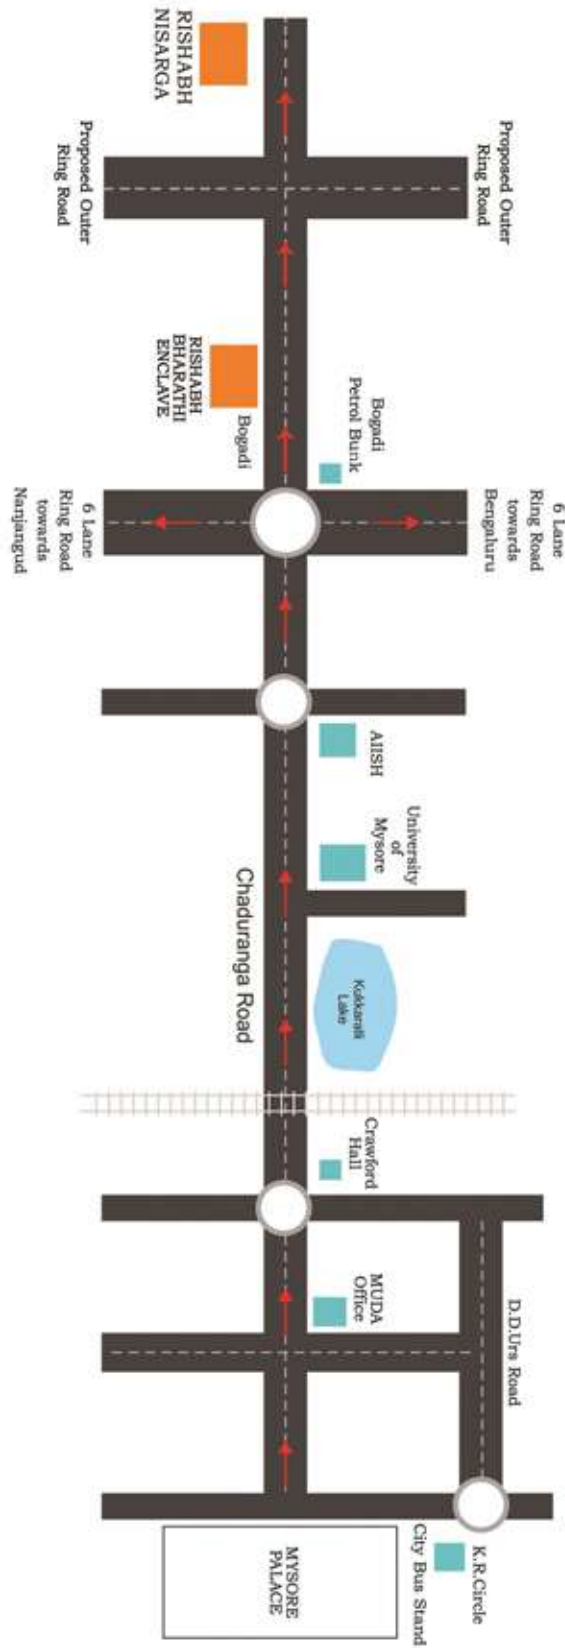 RISHABH
NISARGA
Proposed Outer
Ring Road
Proposed Outer
Ring Road
RISHABH
BHARATHI
ENCLAVE
Bogadi
Bogadi
Petrol Bunk
6 Lane
Ring Road
towards
Nanjangud
6 Lane
Ring Road
towards
Bengaluru
AIISH
University
of
Mysore
Chaduranga Road
Kukkaralli
Lake
Crawford
Hall
MUDA
Office
D.D.Urs Road
K.R.Circle
City Bus Stand
MYSORE
PALACE